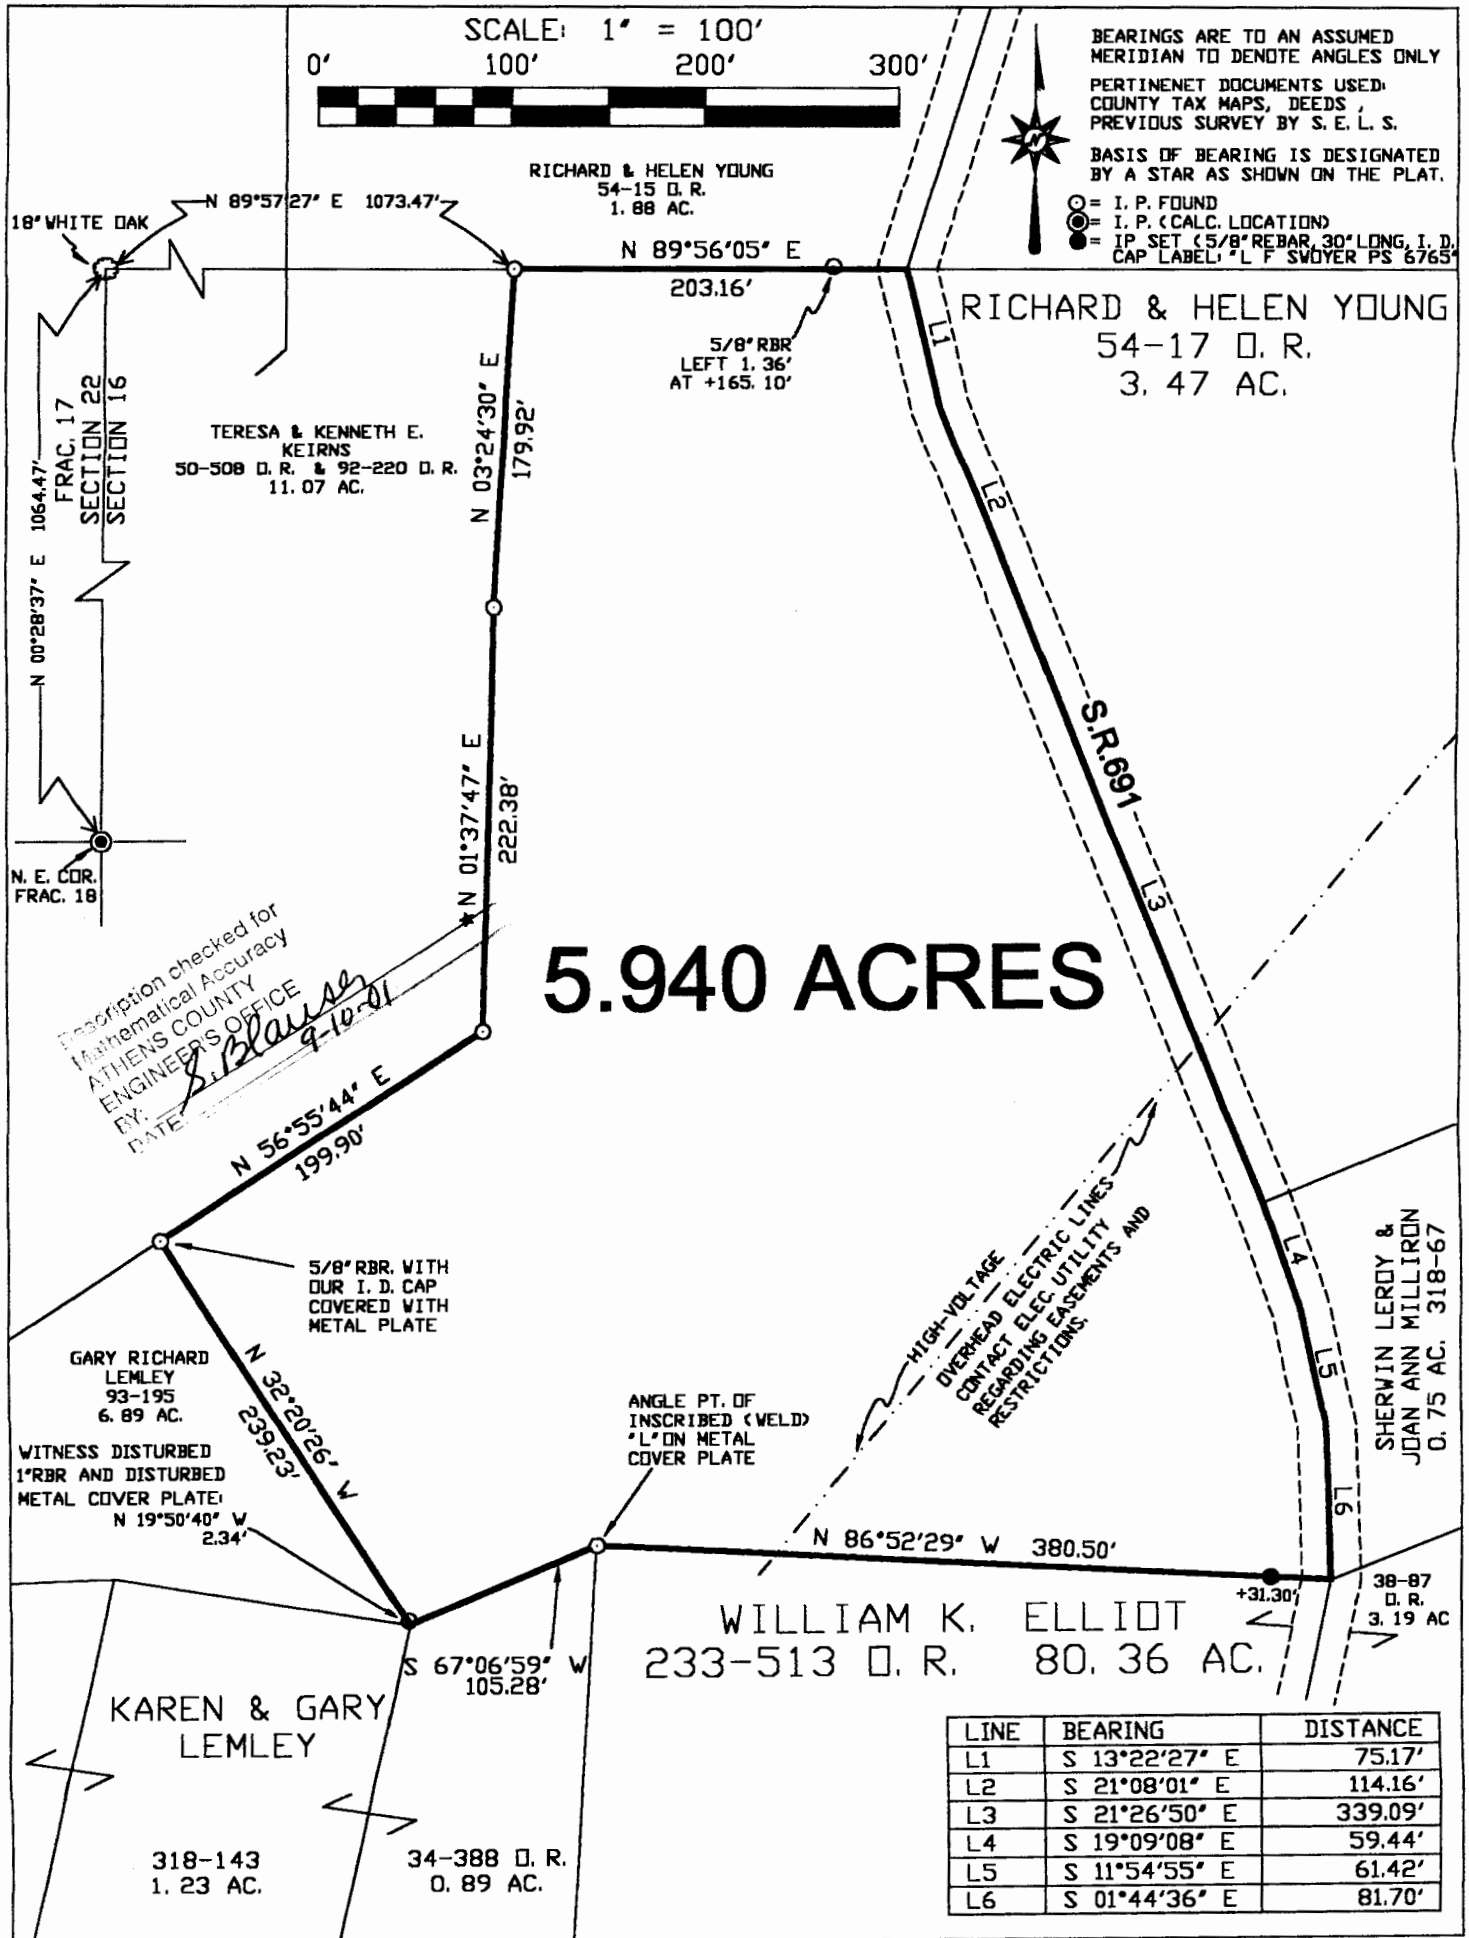 SCALE: 1" = 100'
0' 100' 200' 300'
BEARINGS ARE TO AN ASSUMED
MERIDIAN TO DENOTE ANGLES ONLY
PERTINENET DOCUMENTS USED:
COUNTY TAX MAPS, DEEDS ,
PREVIOUS SURVEY BY S. E. L. S.
BASIS OF BEARING IS DESIGNATED
BY A STAR AS SHOWN ON THE PLAT.
N
= I. P. FOUND
= I. P. (CALC. LOCATION)
= IP SET (5/8" REBAR, 30" LONG, I. D.
CAP LABEL: "L F SWOYER PS 6765"
RICHARD & HELEN YOUNG
54-15 O. R.
1. 88 AC.
18" WHITE OAK
N 89°57'27" E 1073.47'
N 89°56'05" E
203.16'
5/8" RBR
LEFT 1. 36'
AT +165. 10'
RICHARD & HELEN YOUNG
54-17 O. R.
3. 47 AC.
L1
L2
S.R.691
L3
L4
L5
L6
N 00°28'37" E 1064.47'
FRAC. 17
SECTION 22
SECTION 16
TERESA & KENNETH E.
KEIRNS
50-508 O. R. & 92-220 O. R.
11. 07 AC.
N 03°24'30" E
179.92'
N 01°37'47" E
222.38'
N. E. COR.
FRAC. 18
Description checked for
Mathematical Accuracy
ATHENS COUNTY
ENGINEER'S OFFICE
BY: S. Blauser
DATE: 9-10-01
5.940 ACRES
N 56°55'44" E
199.90'
5/8" RBR. WITH
OUR I. D. CAP
COVERED WITH
METAL PLATE
GARY RICHARD
LEMLEY
93-195
6. 89 AC.
N 32°20'26" W
239.23'
WITNESS DISTURBED
1" RBR AND DISTURBED
METAL COVER PLATE:
N 19°50'40" W
2.34'
ANGLE PT. OF
INSCRIBED (WELD)
"L" ON METAL
COVER PLATE
HIGH-VOLTAGE
OVERHEAD ELECTRIC LINES
CONTACT ELEC. UTILITY
REGARDING EASEMENTS AND
RESTRICTIONS.
SHERWIN LEROY &
JOAN ANN MILLIRON
0. 75 AC. 318-67
N 86°52'29" W 380.50'
+31.30'
38-87
O. R.
3. 19 AC
WILLIAM K. ELLIOT
233-513 O. R. 80. 36 AC.
S 67°06'59" W
105.28'
KAREN & GARY
LEMLEY
318-143
1. 23 AC.
34-388 O. R.
0. 89 AC.
LINE BEARING DISTANCE
L1 S 13°22'27" E 75.17'
L2 S 21°08'01" E 114.16'
L3 S 21°26'50" E 339.09'
L4 S 19°09'08" E 59.44'
L5 S 11°54'55" E 61.42'
L6 S 01°44'36" E 81.70'